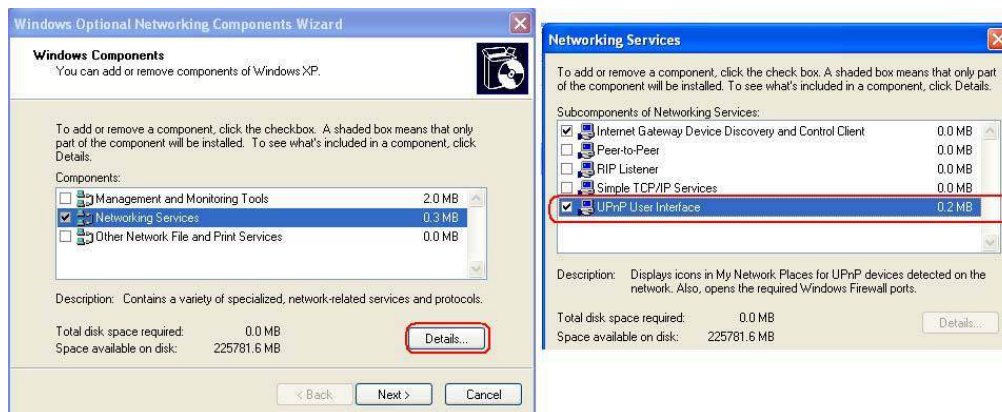 Windows Optional Networking Components Wizard
Windows Components
You can add or remove components of Windows XP.
To add or remove a component, click the checkbox. A shaded box means that only
part of the component will be installed. To see what's included in a component, click
Details.
Components:
Management and Monitoring Tools 2.0 MB
Networking Services 0.3 MB
Other Network File and Print Services 0.0 MB
Description: Contains a variety of specialized, network-related services and protocols.
Total disk space required: 0.0 MB
Space available on disk: 225781.6 MB
Details...
< Back
Next >
Cancel
Networking Services
To add or remove a component, click the check box. A shaded box means that only part
of the component will be installed. To see what's included in a component, click Details.
Subcomponents of Networking Services:
Internet Gateway Device Discovery and Control Client 0.0 MB
Peer-to-Peer 0.0 MB
RIP Listener 0.0 MB
Simple TCP/IP Services 0.0 MB
UPnP User Interface 0.2 MB
Description: Displays icons in My Network Places for UPnP devices detected on the
network. Also, opens the required Windows Firewall ports.
Total disk space required: 0.0 MB
Space available on disk: 225781.6 MB
Details...